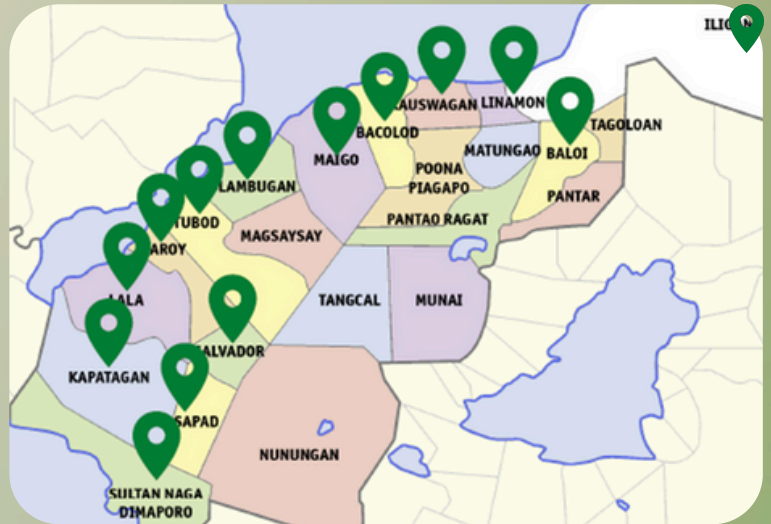 ILIGAN
KAUSWAGAN
LINAMON
BACOLOD
TAGOLOAN
MAIGO
MATUNGAO
BALOI
POONA
PIAGAPO
LAMBUGAN
PANTAR
TUBOD
PANTAO RAGAT
MAGSAYSAY
AROY
LALA
TANGCAL
MUNAI
SALVADOR
KAPATAGAN
SAPAD
NUNUNGAN
SULTAN NAGA
DIMAPORO